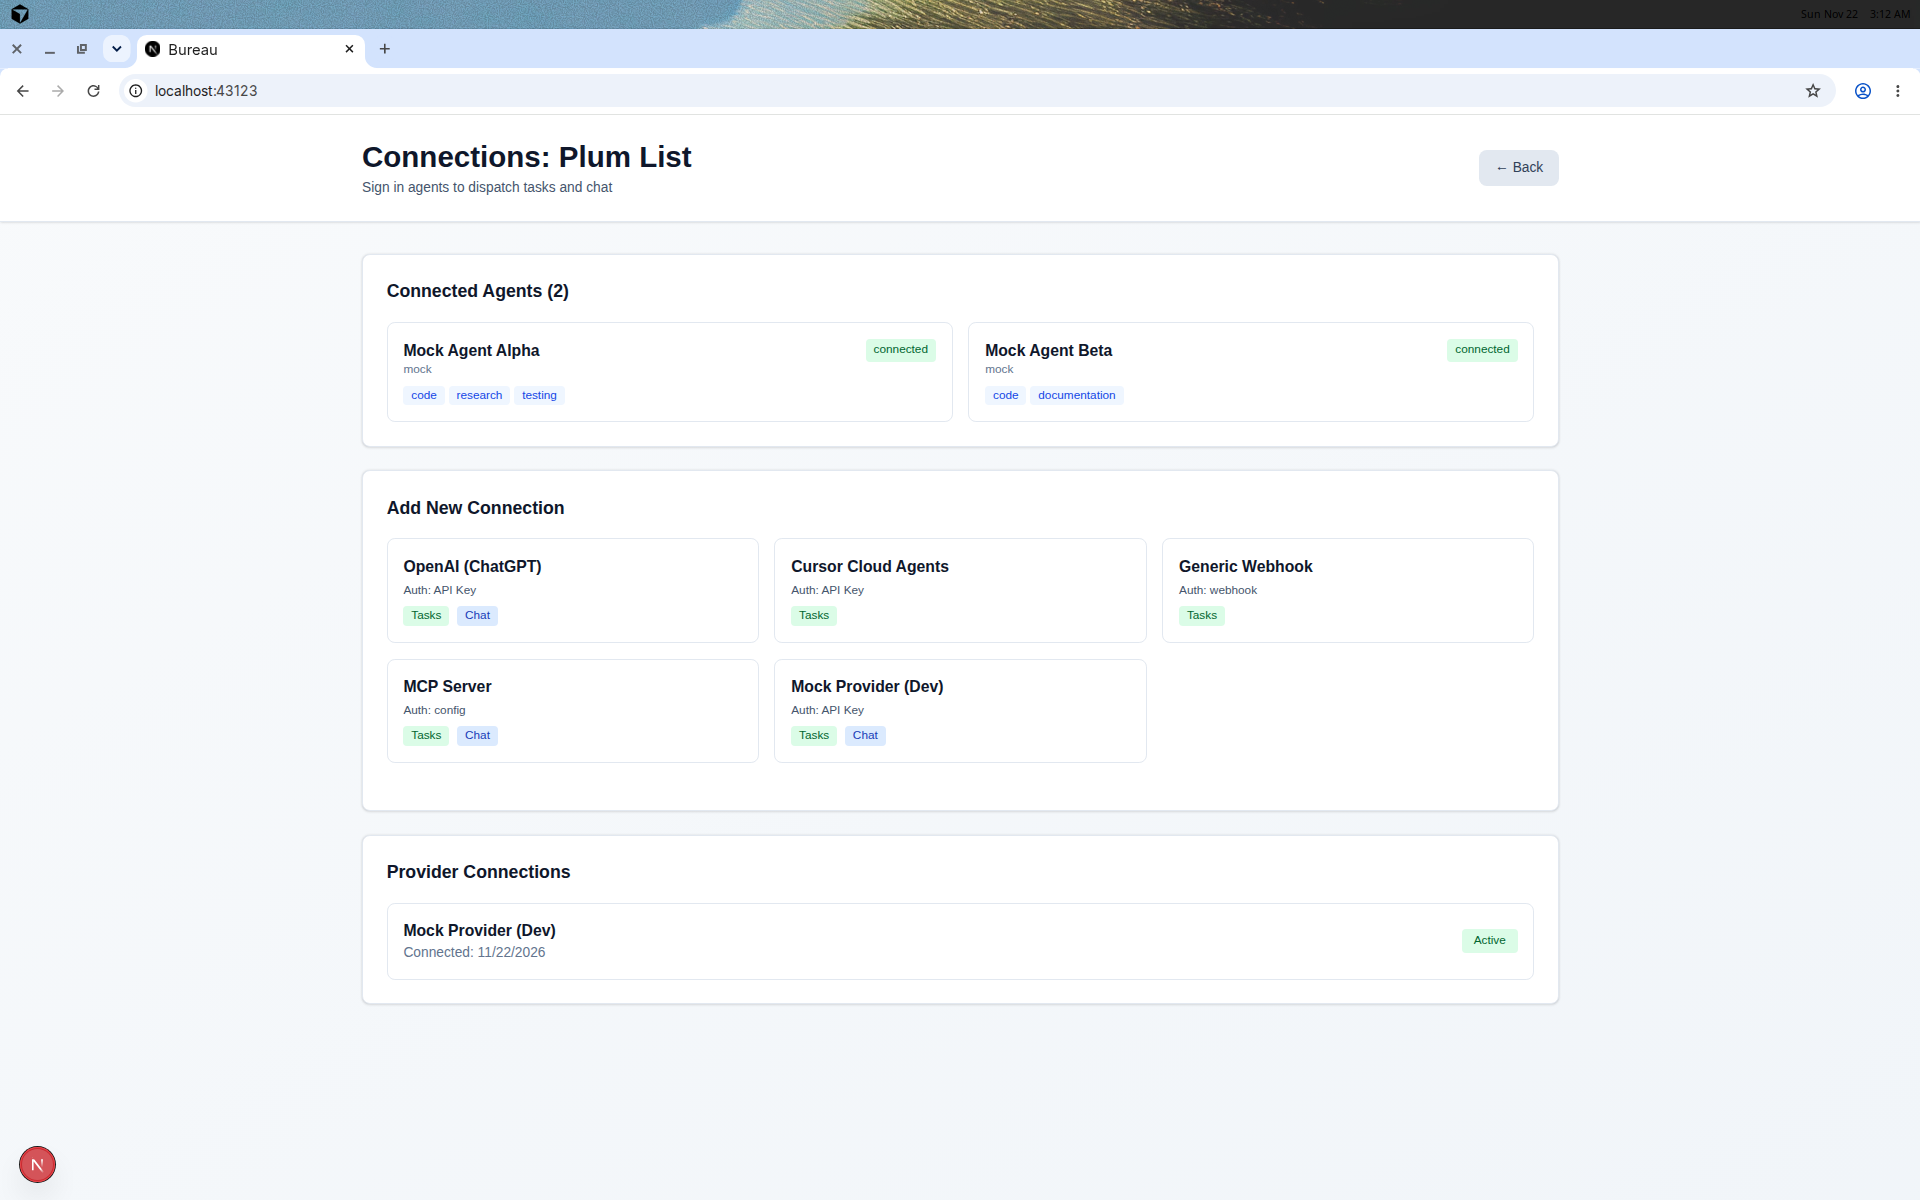 Sun Nov 22 3:12 AM
Bureau
localhost:43123
Connections: Plum List
Sign in agents to dispatch tasks and chat
← Back
Connected Agents (2)
Mock Agent Alpha
connected
mock
code research testing
Mock Agent Beta
connected
mock
code documentation
Add New Connection
OpenAI (ChatGPT)
Auth: API Key
Tasks Chat
Cursor Cloud Agents
Auth: API Key
Tasks
Generic Webhook
Auth: webhook
Tasks
MCP Server
Auth: config
Tasks Chat
Mock Provider (Dev)
Auth: API Key
Tasks Chat
Provider Connections
Mock Provider (Dev)
Connected: 11/22/2026
Active
N